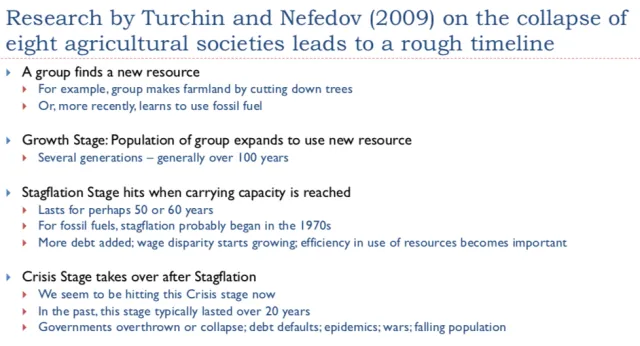 Research by Turchin and Nefedov (2009) on the collapse of
eight agricultural societies leads to a rough timeline
A group finds a new resource
For example, group makes farmland by cutting down trees
Or, more recently, learns to use fossil fuel
Growth Stage: Population of group expands to use new resource
Several generations – generally over 100 years
Stagflation Stage hits when carrying capacity is reached
Lasts for perhaps 50 or 60 years
For fossil fuels, stagflation probably began in the 1970s
More debt added; wage disparity starts growing; efficiency in use of resources becomes important
Crisis Stage takes over after Stagflation
We seem to be hitting this Crisis stage now
In the past, this stage typically lasted over 20 years
Governments overthrown or collapse; debt defaults; epidemics; wars; falling population